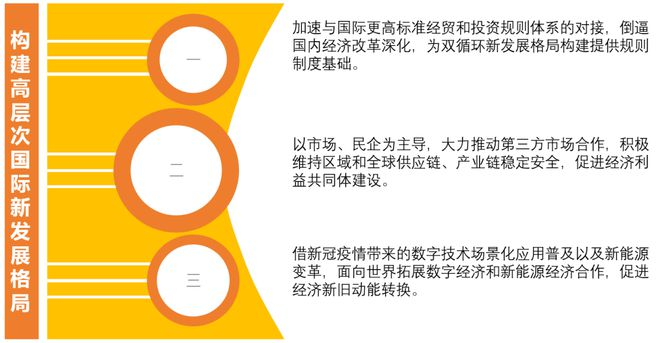 构建高层次国际新发展格局
一
加速与国际更高标准经贸和投资规则体系的对接，倒逼
国内经济改革深化，为双循环新发展格局构建提供规则
制度基础。
二
以市场、民企为主导，大力推动第三方市场合作，积极
维持区域和全球供应链、产业链稳定安全，促进经济利
益共同体建设。
三
借新冠疫情带来的数字技术场景化应用普及以及新能源
变革，面向世界拓展数字经济和新能源经济合作，促进
经济新旧动能转换。